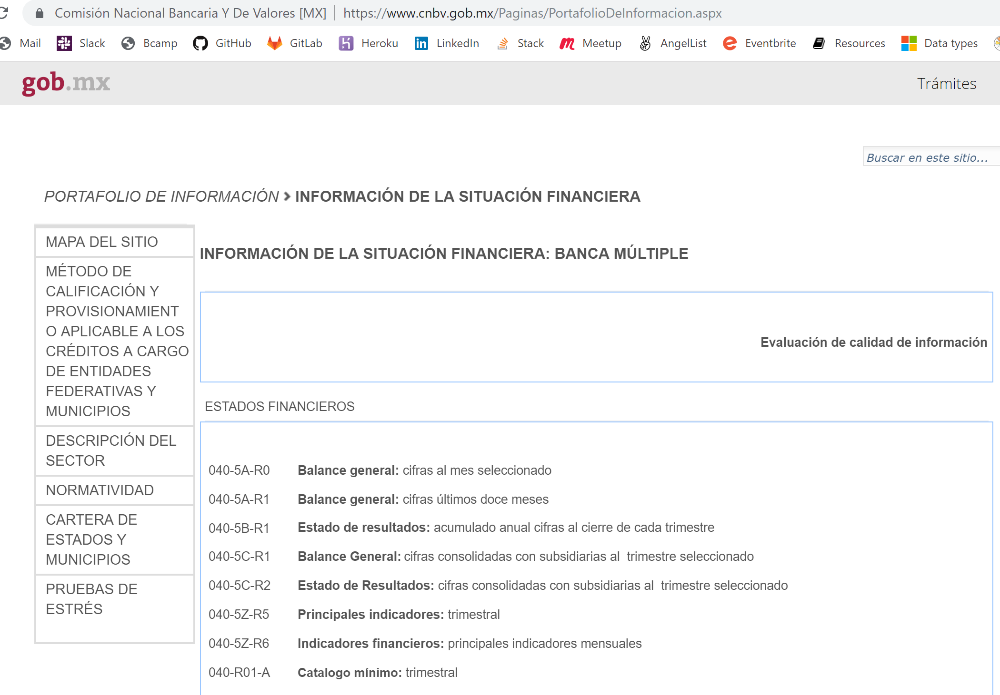 Comisión Nacional Bancaria Y De Valores [MX] | https://www.cnbv.gob.mx/Paginas/PortafolioDeInformacion.aspx
Mail Slack Bcamp GitHub GitLab Heroku LinkedIn Stack Meetup AngelList Eventbrite Resources Data types
gob.mx Trámites
Buscar en este sitio...
PORTAFOLIO DE INFORMACIÓN > INFORMACIÓN DE LA SITUACIÓN FINANCIERA
MAPA DEL SITIO
MÉTODO DE
CALIFICACIÓN Y
PROVISIONAMIENT
O APLICABLE A LOS
CRÉDITOS A CARGO
DE ENTIDADES
FEDERATIVAS Y
MUNICIPIOS
DESCRIPCIÓN DEL
SECTOR
NORMATIVIDAD
CARTERA DE
ESTADOS Y
MUNICIPIOS
PRUEBAS DE
ESTRÉS
INFORMACIÓN DE LA SITUACIÓN FINANCIERA: BANCA MÚLTIPLE
Evaluación de calidad de información
ESTADOS FINANCIEROS
040-5A-R0 Balance general: cifras al mes seleccionado
040-5A-R1 Balance general: cifras últimos doce meses
040-5B-R1 Estado de resultados: acumulado anual cifras al cierre de cada trimestre
040-5C-R1 Balance General: cifras consolidadas con subsidiarias al trimestre seleccionado
040-5C-R2 Estado de Resultados: cifras consolidadas con subsidiarias al trimestre seleccionado
040-5Z-R5 Principales indicadores: trimestral
040-5Z-R6 Indicadores financieros: principales indicadores mensuales
040-R01-A Catalogo mínimo: trimestral